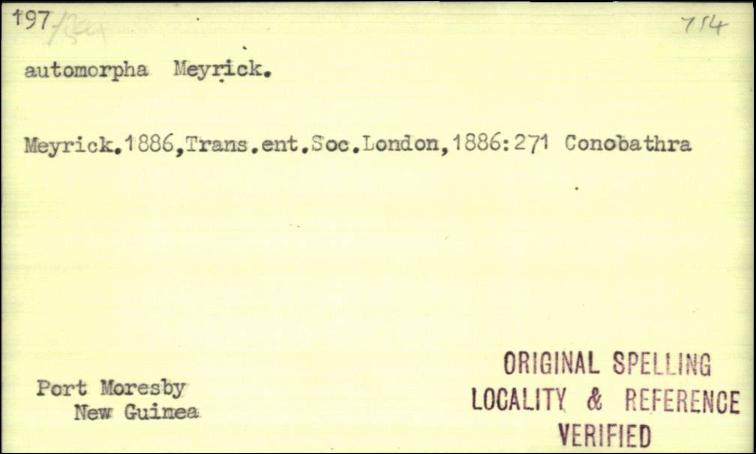 197 714
automorpha Meyrick.
Meyrick.1886,Trans.ent.Soc.London,1886:271 Conobathra
Port Moresby
New Guinea
ORIGINAL SPELLING
LOCALITY & REFERENCE
VERIFIED